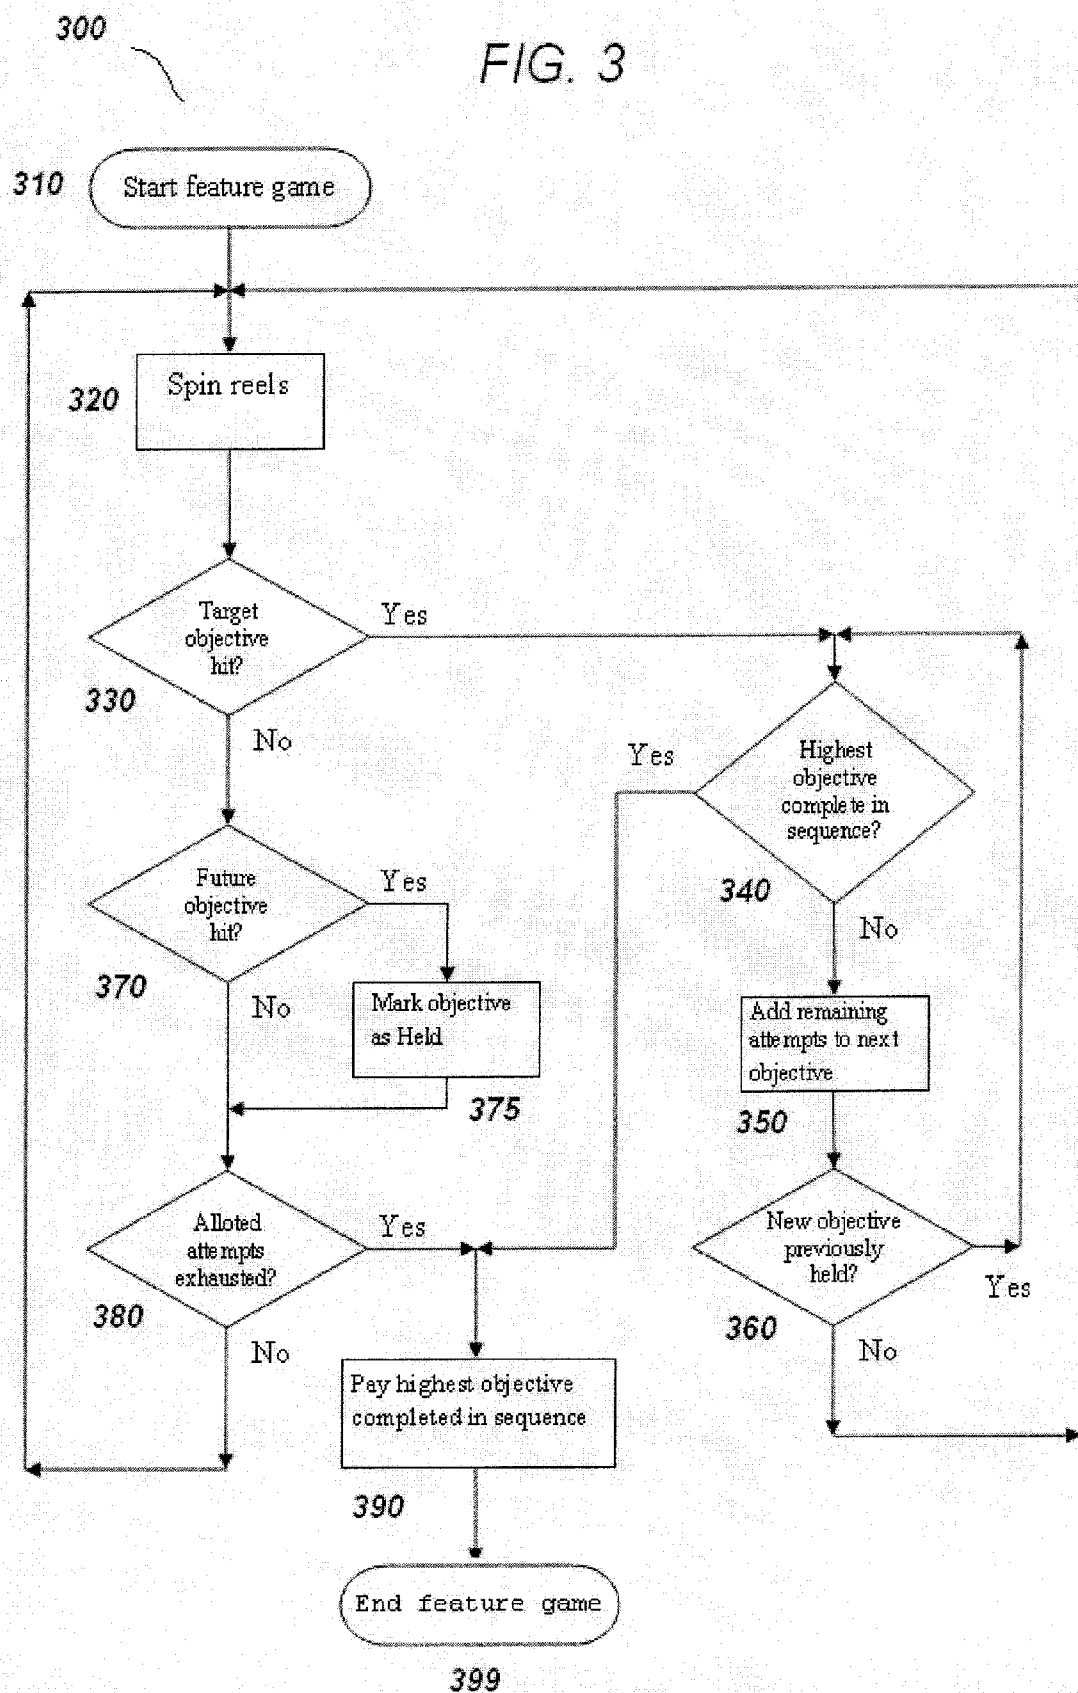 300
FIG. 3
310
Start feature game
320
Spin reels
Target
objective
hit?
Yes
330
No
Yes
Highest
objective
complete in
sequence?
340
No
Future
objective
hit?
Yes
370
No
Mark objective
as Held
375
Add remaining
attempts to next
objective
350
Alloted
attempts
exhausted?
Yes
380
No
New objective
previously
held?
Yes
360
No
Pay highest objective
completed in sequence
390
End feature game
399